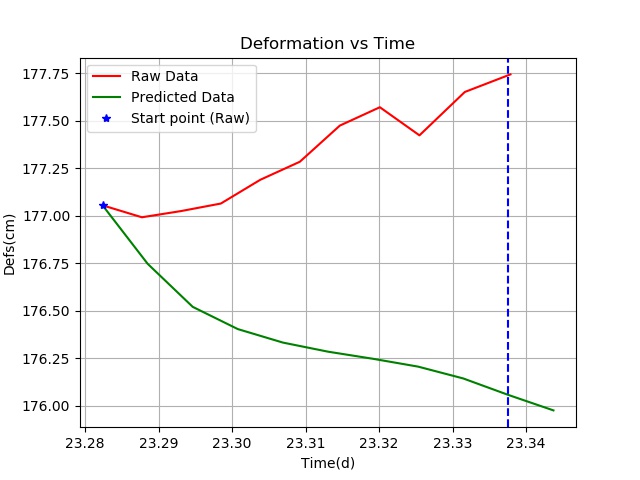 Deformation vs Time
Raw Data
Predicted Data
Start point (Raw)
177.75
177.50
177.25
177.00
176.75
176.50
176.25
176.00
Defs(cm)
23.28 23.29 23.30 23.31 23.32 23.33 23.34
Time(d)